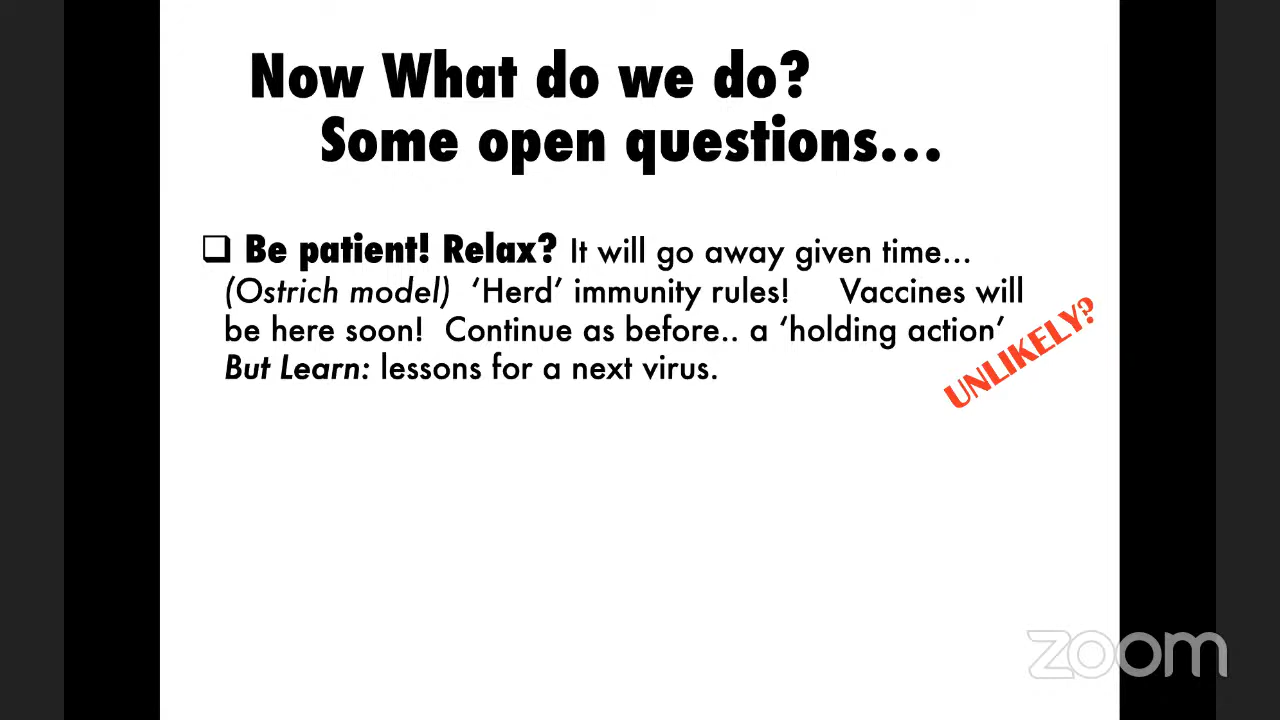 Now What do we do?
Some open questions...
❑ Be patient! Relax? It will go away given time...
(Ostrich model) ‘Herd’ immunity rules! Vaccines will
be here soon! Continue as before.. a ‘holding action’
But Learn: lessons for a next virus.
UNLIKELY?
zoom